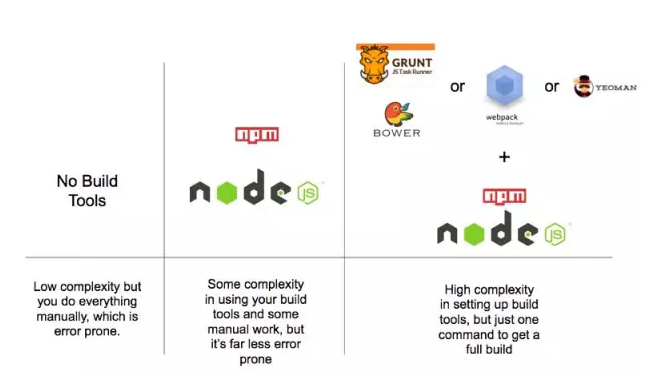 No Build
Tools
npm
node JS
GRUNT
JS Task Runner
BOWER
or
webpack
MODULE BUNDLER
or
YEOMAN
+
npm
node JS
Low complexity but
you do everything
manually, which is
error prone.
Some complexity
in using your build
tools and some
manual work, but
it's far less error
prone
High complexity
in setting up build
tools, but just one
command to get a
full build